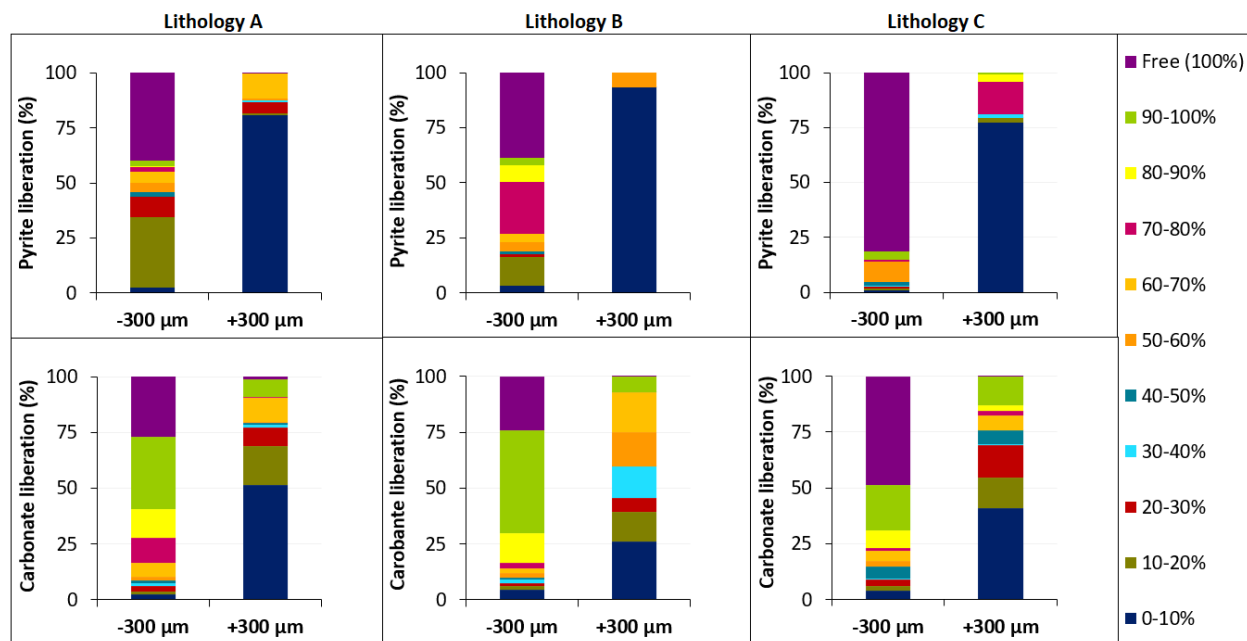 Lithology A
Lithology B
Lithology C
Pyrite liberation (%)
100
75
50
25
0
-300 µm +300 µm
Pyrite liberation (%)
100
75
50
25
0
-300 µm +300 µm
Pyrite liberation (%)
100
75
50
25
0
-300 µm +300 µm
Carbonate liberation (%)
100
75
50
25
0
-300 µm +300 µm
Carobante liberation (%)
100
75
50
25
0
-300 µm +300 µm
Carbonate liberation (%)
100
75
50
25
0
-300 µm +300 µm
Free (100%)
90-100%
80-90%
70-80%
60-70%
50-60%
40-50%
30-40%
20-30%
10-20%
0-10%